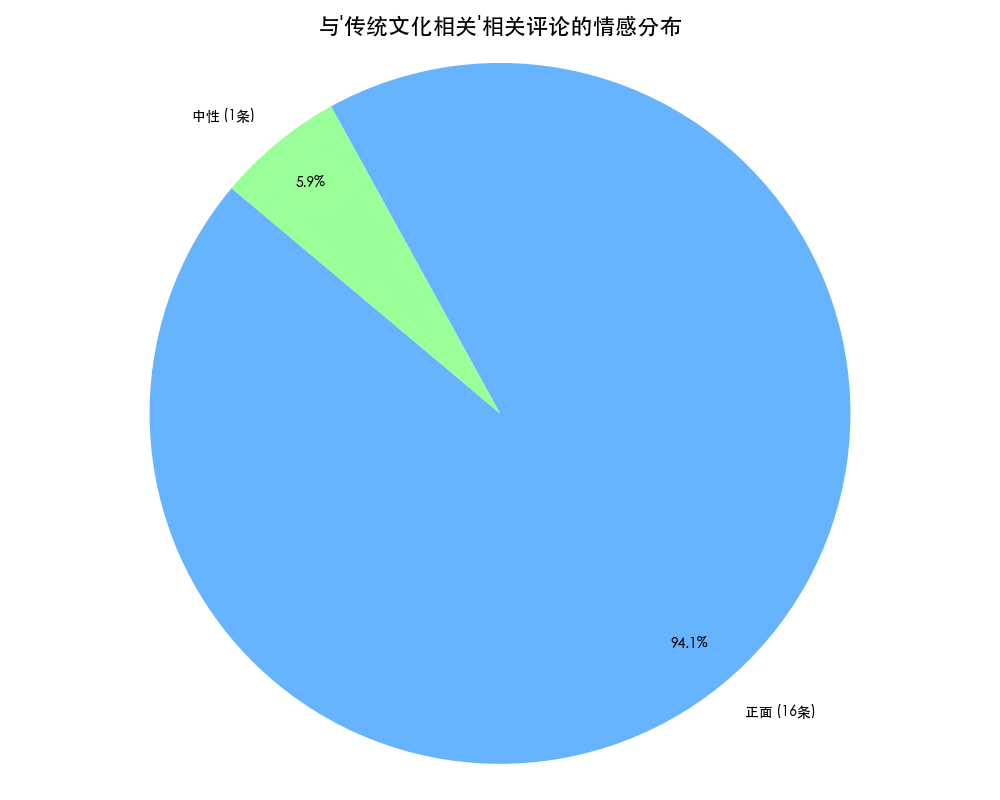 与'传统文化相关'相关评论的情感分布
中性 (1条)
5.9%
94.1%
正面 (16条)